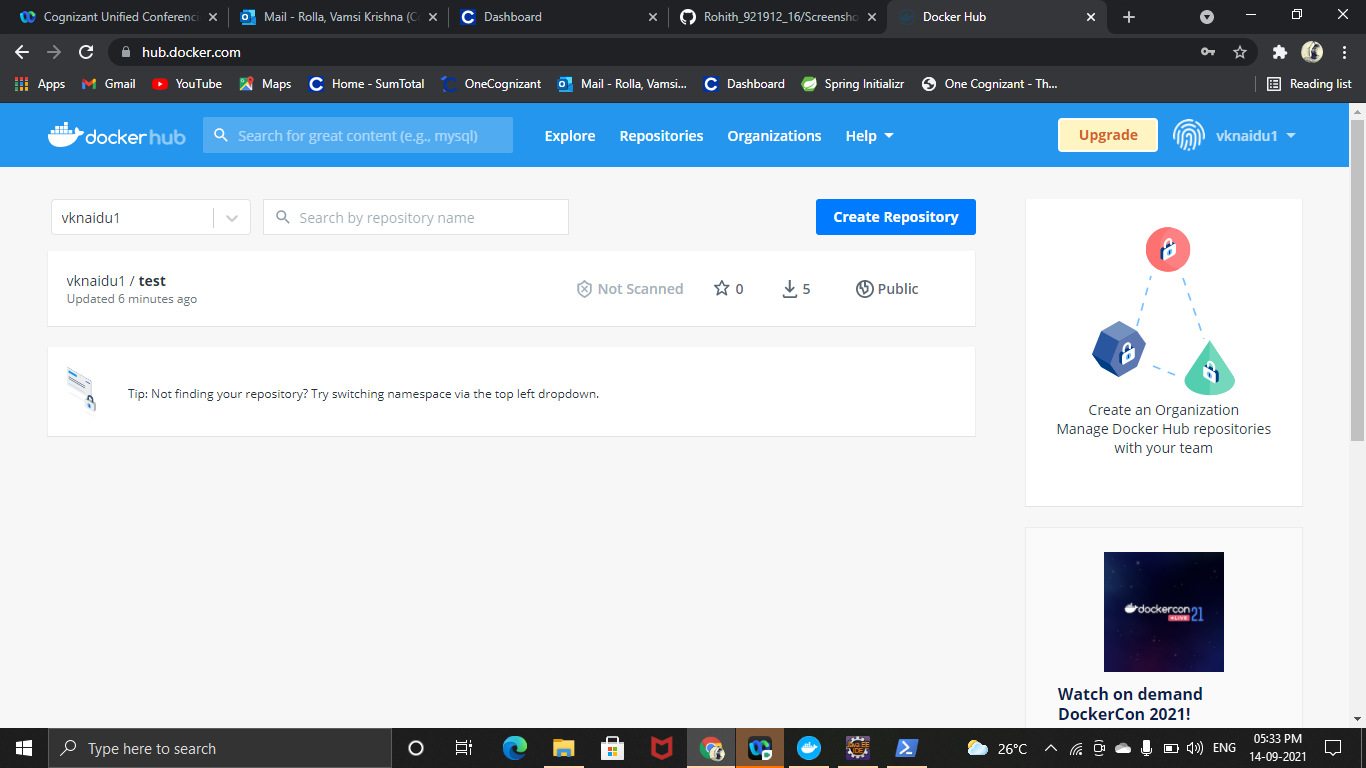 Cognizant Unified Conferenci
Mail - Rolla, Vamsi Krishna (Co
Dashboard
Rohith_921912_16/Screensho
Docker Hub
hub.docker.com
Apps
Gmail
YouTube
Maps
Home - SumTotal
OneCognizant
Mail - Rolla, Vamsi...
Dashboard
Spring Initializr
One Cognizant - Th...
Reading list
docker hub
Search for great content (e.g., mysql)
Explore
Repositories
Organizations
Help
Upgrade
vknaidu1
vknaidu1
Search by repository name
Create Repository
vknaidu1 / test
Updated 6 minutes ago
Not Scanned
0
5
Public
Tip: Not finding your repository? Try switching namespace via the top left dropdown.
Create an Organization
Manage Docker Hub repositories
with your team
dockercon
LIVE
21
Watch on demand
DockerCon 2021!
Type here to search
26°C
ENG
05:33 PM
14-09-2021